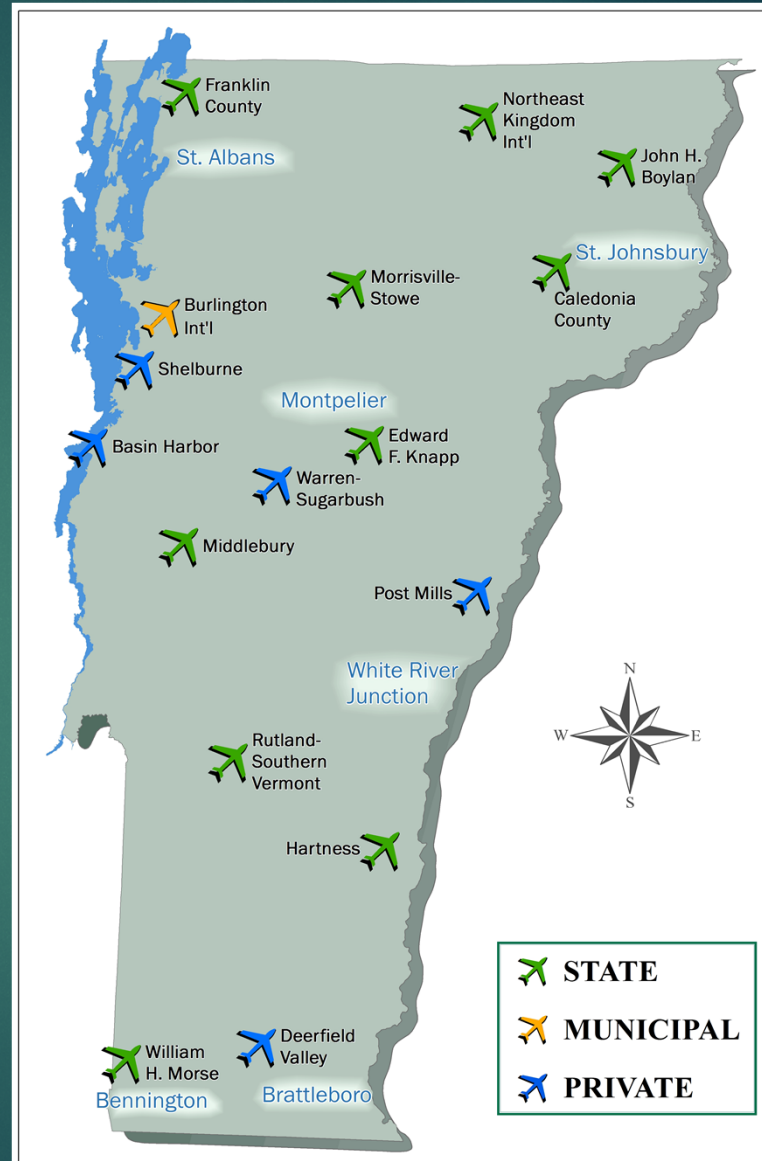 Franklin
County
Northeast
Kingdom
Int'l
St. Albans
John H.
Boylan
St. Johnsbury
Morrisville-
Stowe
Caledonia
County
Burlington
Int'l
Shelburne
Montpelier
Basin Harbor
Edward
F. Knapp
Warren-
Sugarbush
Middlebury
Post Mills
White River
Junction
N
W
E
S
Rutland-
Southern
Vermont
Hartness
STATE
MUNICIPAL
PRIVATE
William
H. Morse
Deerfield
Valley
Bennington
Brattleboro